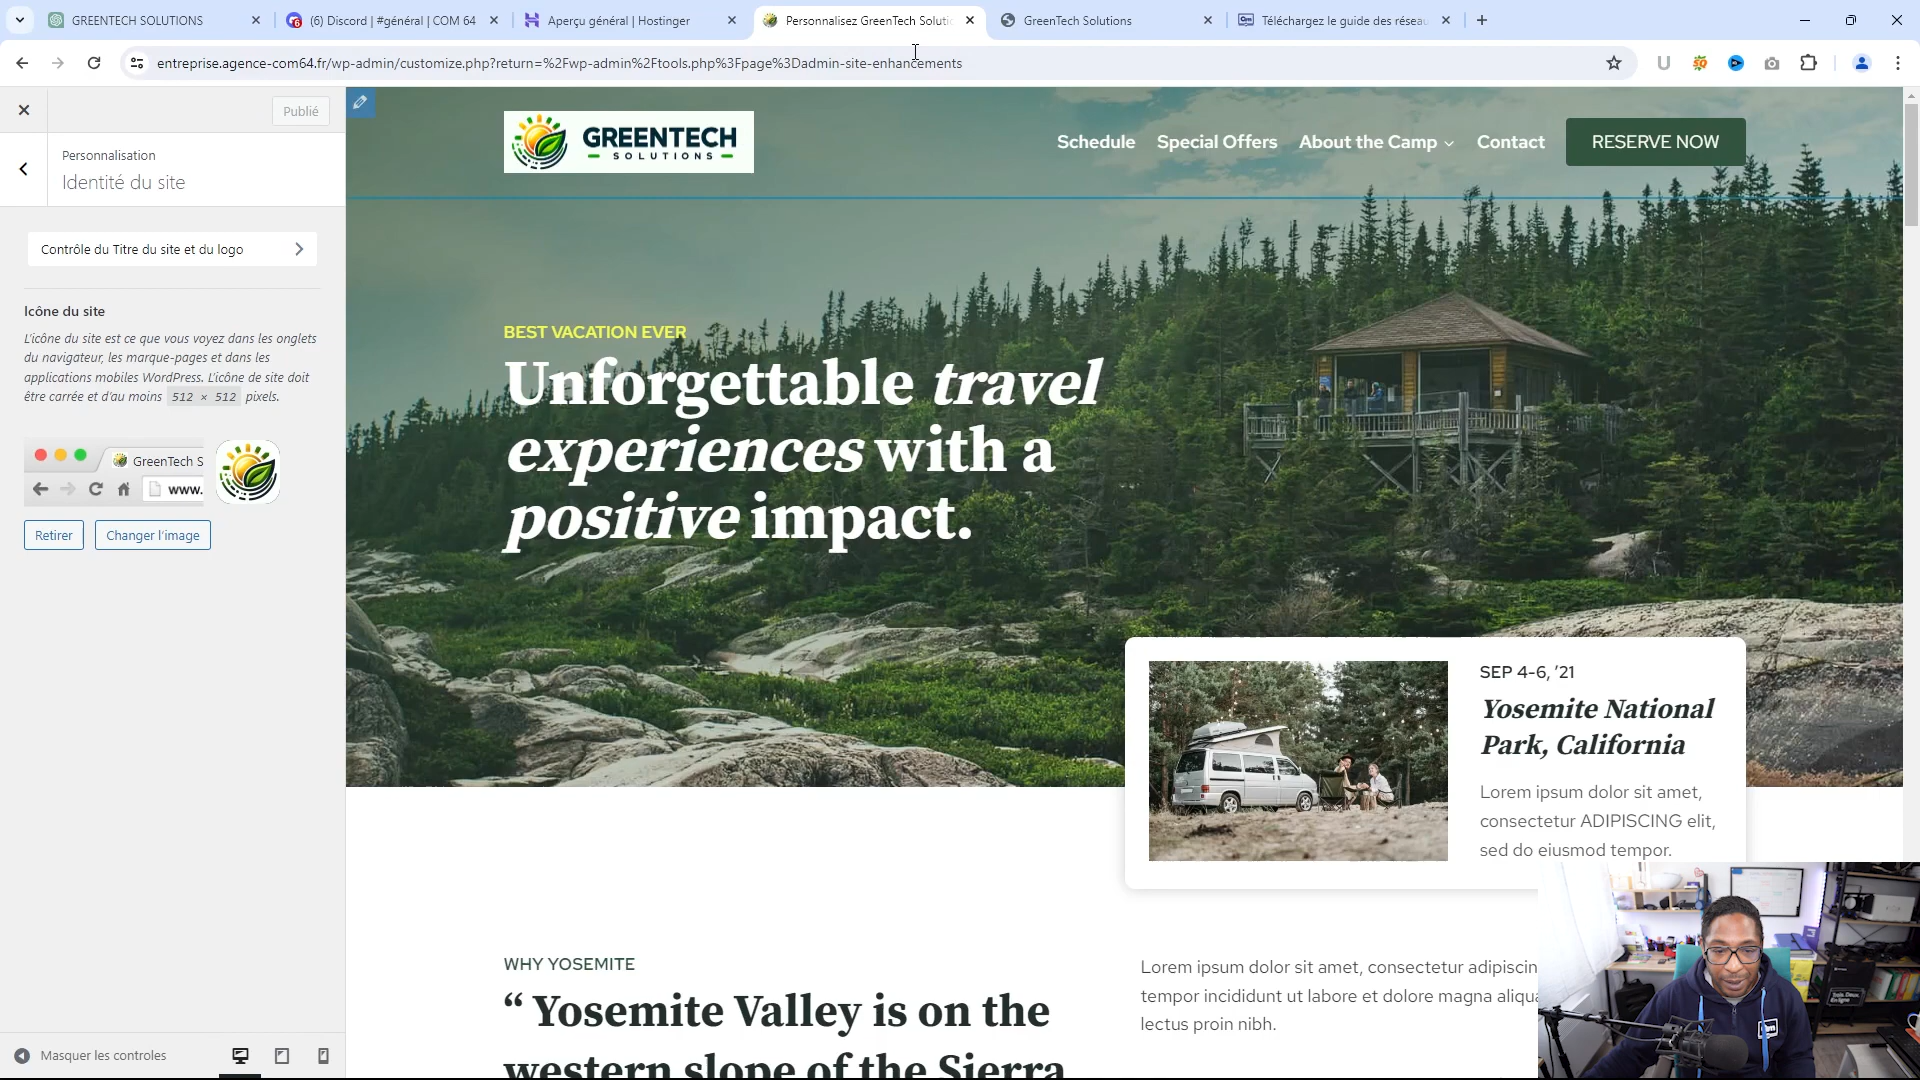 GREENTECH SOLUTIONS
(6) Discord | #général | COM 64
Aperçu général | Hostinger
Personnalisez GreenTech Soluti
GreenTech Solutions
Téléchargez le guide des réseau
entreprise.agence-com64.fr/wp-admin/customize.php?return=%2Fwp-admin%2Ftools.php%3Fpage%3Dadmin-site-enhancements
Publié
Personnalisation
Identité du site
Contrôle du Titre du site et du logo
Icône du site
L'icône du site est ce que vous voyez dans les onglets
du navigateur, les marque-pages et dans les
applications mobiles WordPress. L'icône de site doit
être carrée et d'au moins 512 × 512 pixels.
GreenTech S
www.
Retirer
Changer l'image
Masquer les controles
GREENTECH
SOLUTIONS
Schedule
Special Offers
About the Camp
Contact
RESERVE NOW
BEST VACATION EVER
Unforgettable travel
experiences with a
positive impact.
SEP 4-6, '21
Yosemite National
Park, California
Lorem ipsum dolor sit amet,
consectetur ADIPISCING elit,
sed do eiusmod tempor.
WHY YOSEMITE
“ Yosemite Valley is on the
western slope of the Sierra
Lorem ipsum dolor sit amet, consectetur adipiscin
tempor incididunt ut labore et dolore magna aliqua
lectus proin nibh.